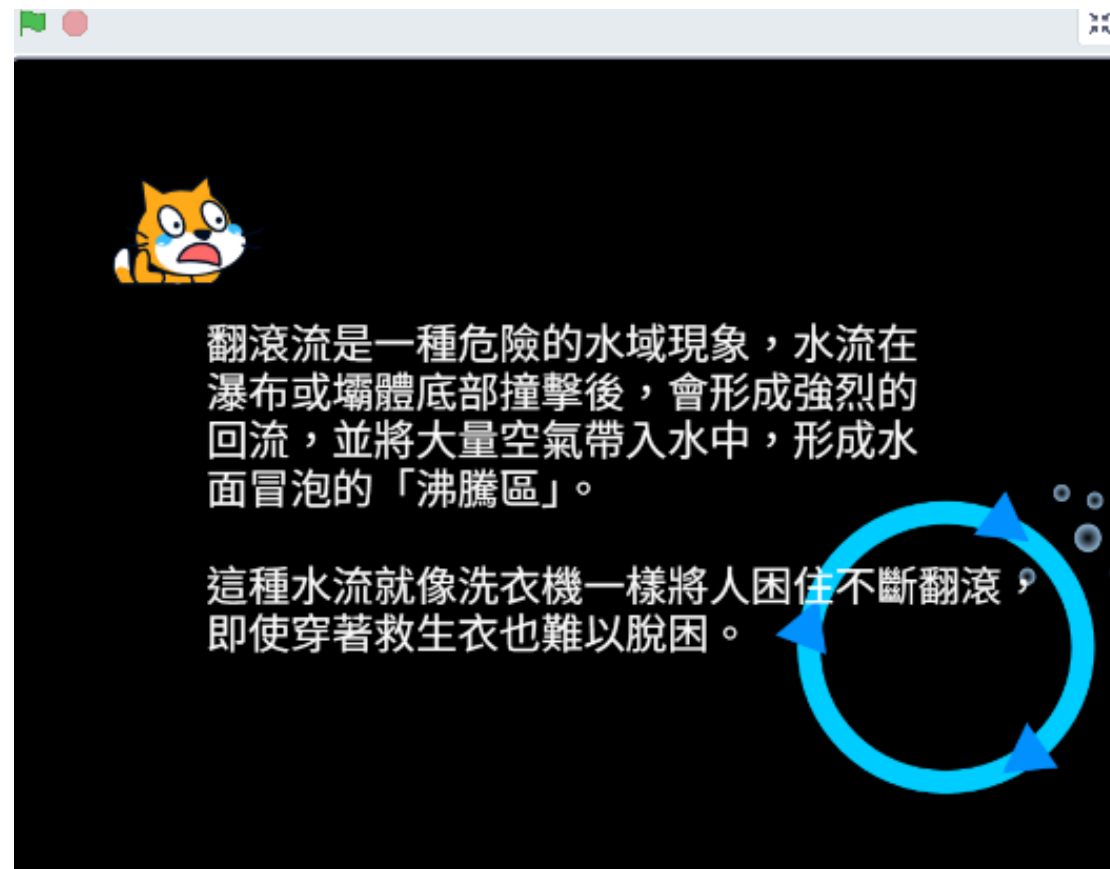 翻滾流是一種危險的水域現象，水流在
瀑布或壩體底部撞擊後，會形成強烈的
回流，並將大量空氣帶入水中，形成水
面冒泡的「沸騰區」。
這種水流就像洗衣機一樣將人困住不斷翻滾，
即使穿著救生衣也難以脫困。